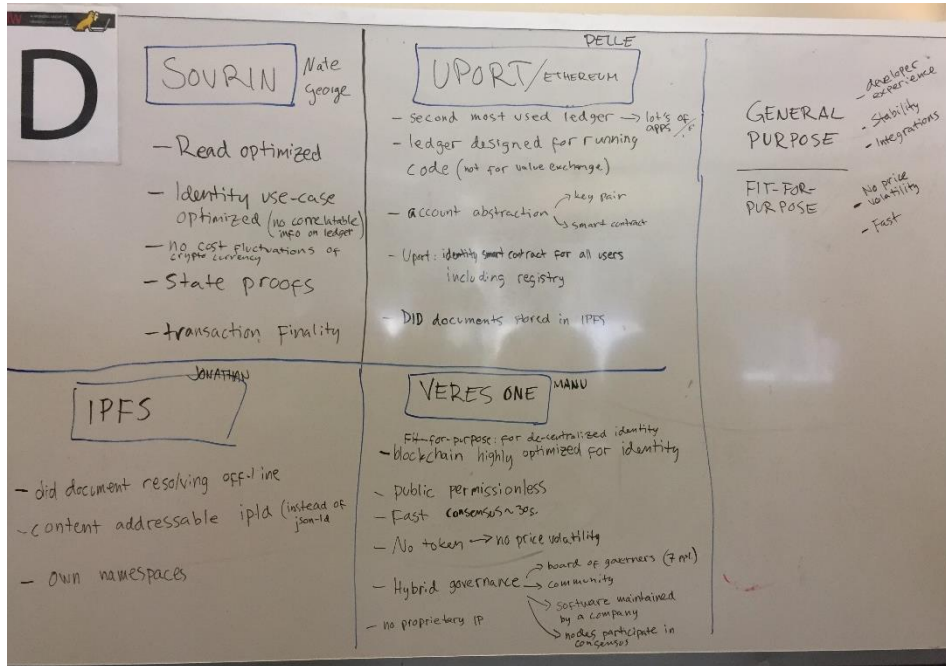 D
SOVRIN
Nate
George
- Read optimized
- Identity use-case
optimized (no correlatable
info on ledger)
- no cost fluctuations of
crypto currency
- State proofs
- transaction Finality
PELLE
UPORT/ETHEREUM
- second most used ledger → lot's of
apps
- ledger designed for running
code (not for value exchange)
- account abstraction
key pair
smart contract
- Uport: identity smart contract for all users
including registry
- DID documents stored in IPFS
GENERAL
PURPOSE
- developer
experience
- Stability
- Integrations
FIT-FOR-
PURPOSE
- No price
volatility
- Fast
JONATHAN
IPFS
- did document resolving off-line
- content addressable ipld (instead of
json-ld
- own namespaces
VERES ONE
MANU
Fit-for-purpose: for de-centralized identity
- blockchain highly optimized for identity
- public permissionless
- Fast consensus ~ 30s.
- No token → no price volatility
- Hybrid governance
→ board of governers (7
→ community
→ software maintained
by a company
→ nodes participate in
consensus
- no proprietary IP